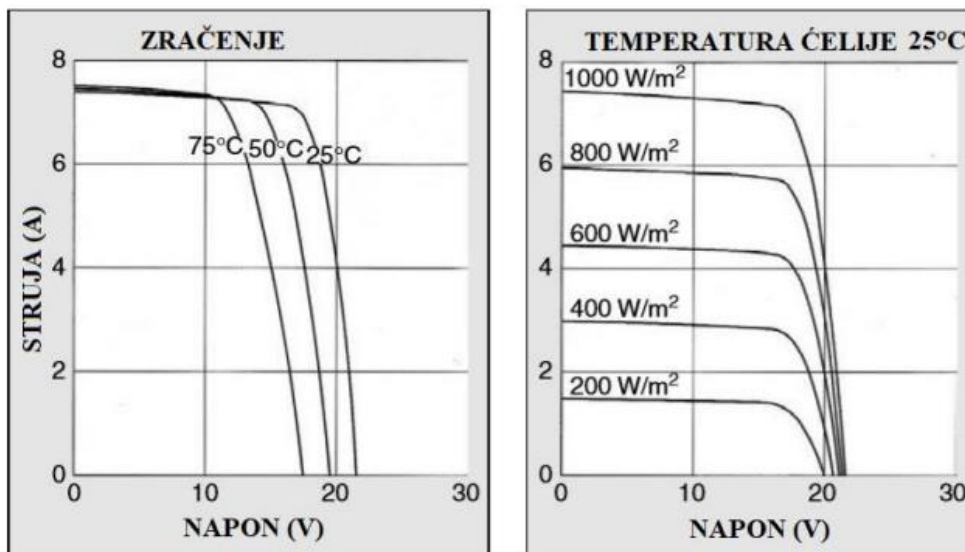 ZRAČENJE
8
6
4
2
0
75°C 50°C 25°C
0 10 20 30
STRUJA (A)
NAPON (V)
TEMPERATURA ĆELIJE 25°C
8
6
4
2
0
1000 W/m²
800 W/m²
600 W/m²
400 W/m²
200 W/m²
0 10 20 30
NAPON (V)